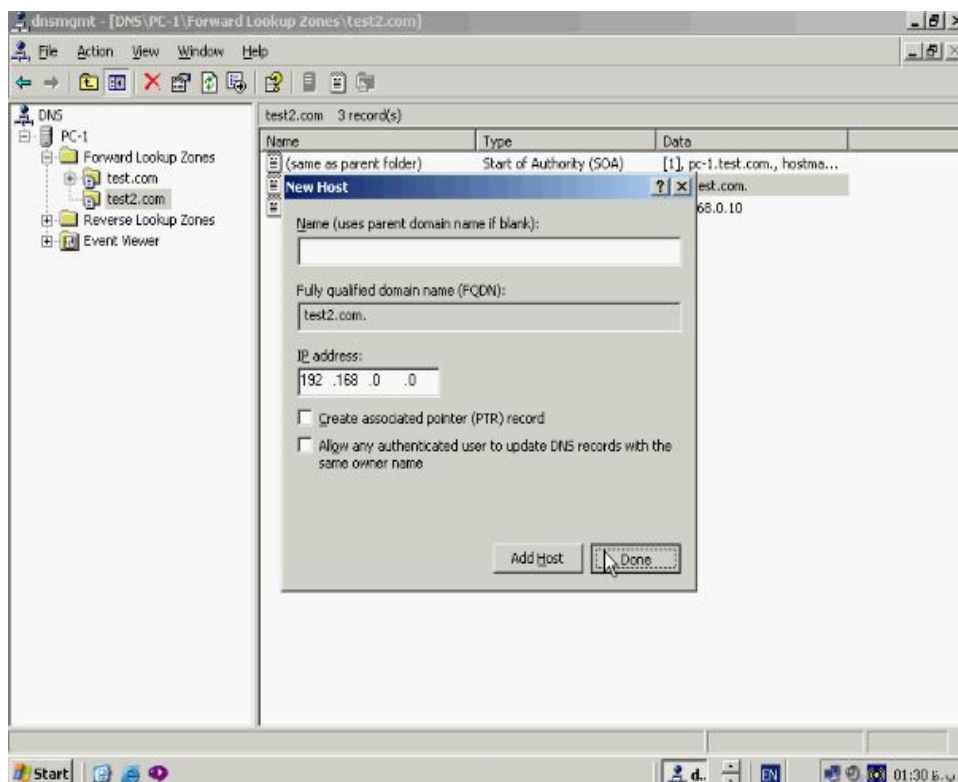 dnsmgmt - [DNS\PC-1\Forward Lookup Zones\test2.com]
File Action View Window Help
DNS
PC-1
Forward Lookup Zones
test.com
test2.com
Reverse Lookup Zones
Event Viewer
test2.com 3 record(s)
Name Type Data
(same as parent folder) Start of Authority (SOA) [1], pc-1.test.com., hostma...
est.com.
68.0.10
New Host
Name (uses parent domain name if blank):
Fully qualified domain name (FQDN):
test2.com.
IP address:
192 .168 .0 .0
Create associated pointer (PTR) record
Allow any authenticated user to update DNS records with the
same owner name
Add Host Done
Start d.. EN 01:30